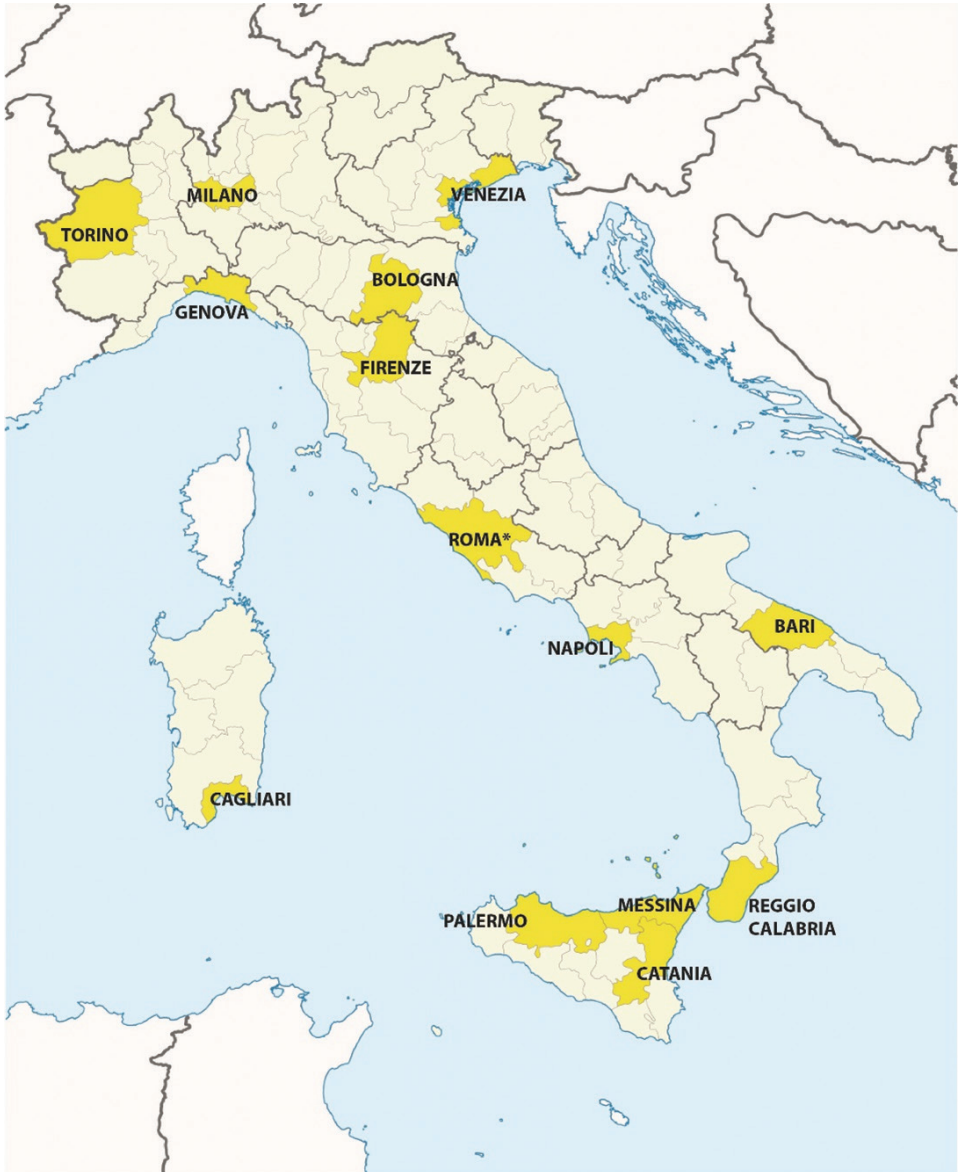 MILANO
VENEZIA
TORINO
BOLOGNA
GENOVA
FIRENZE
ROMA*
BARI
NAPOLI
CAGLIARI
MESSINA
REGGIO
CALABRIA
PALERMO
CATANIA